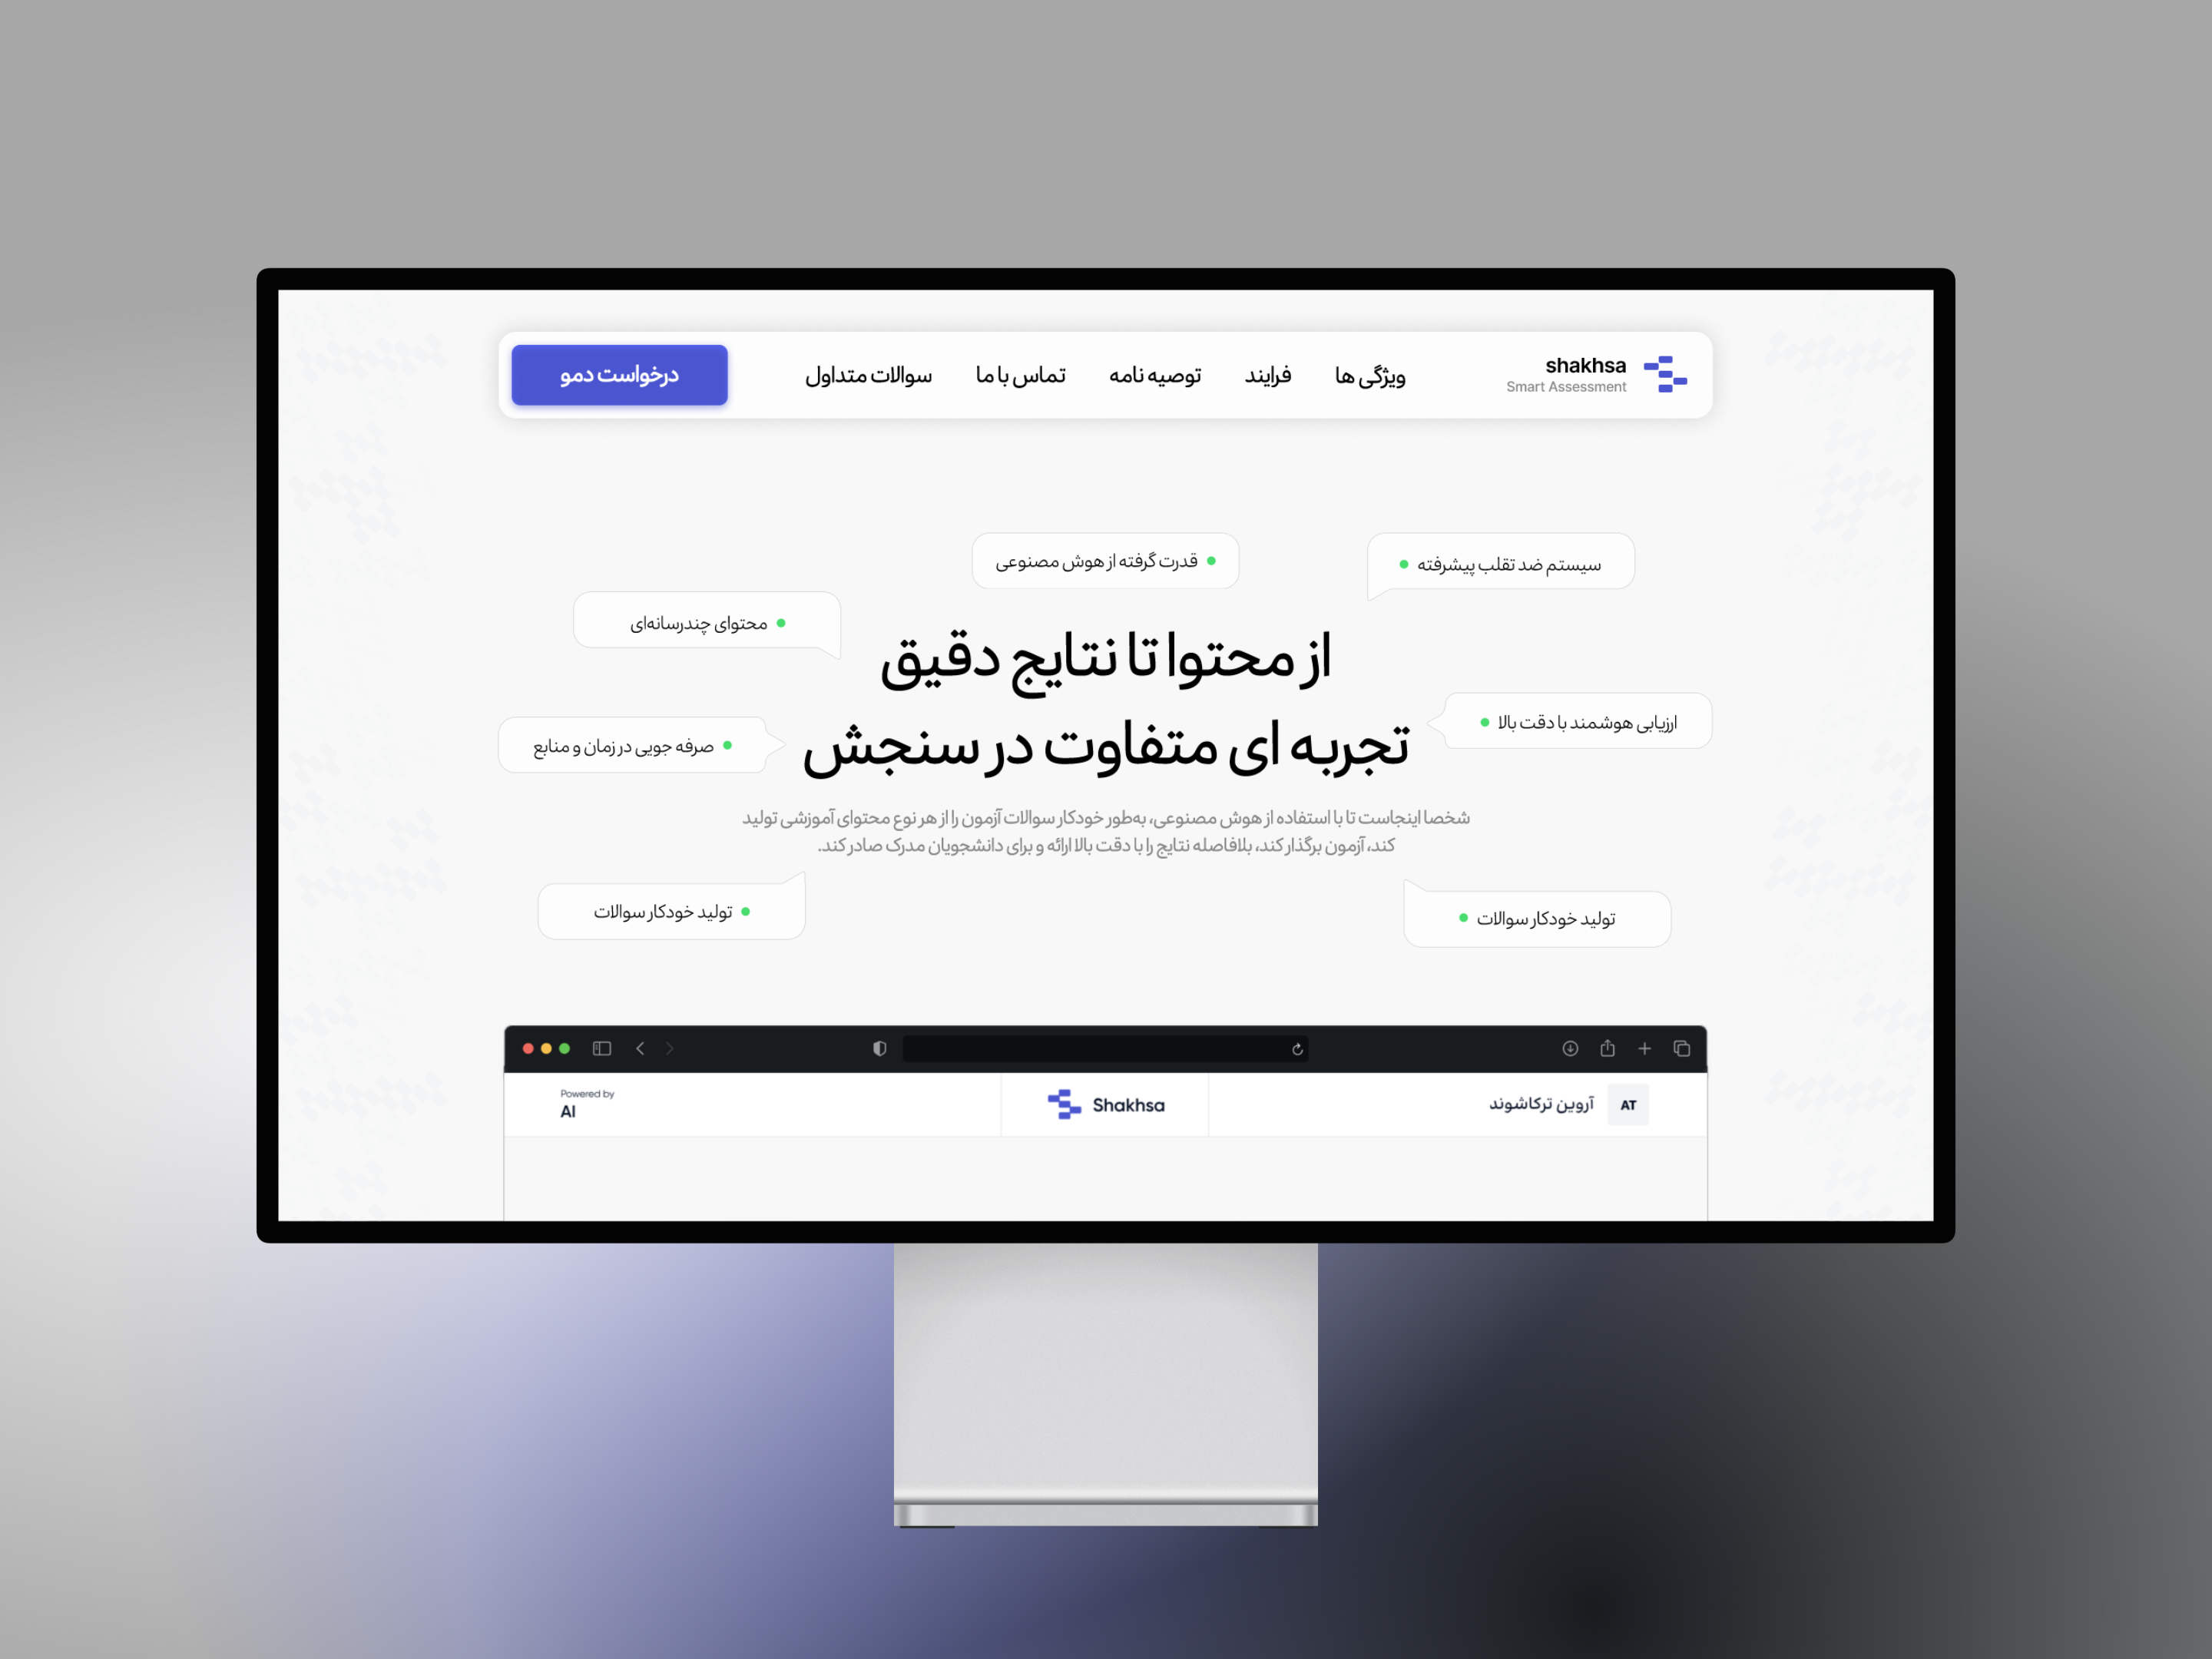 shakhsa
Smart Assessment
ویژگی ها
فرایند
توصیه نامه
تماس با ما
سوالات متداول
درخواست دمو
سیستم ضد تقلب پیشرفته
قدرت گرفته از هوش مصنوعی
محتوای چندرسانه‌ای
از محتوا تا نتایج دقیق
ارزیابی هوشمند با دقت بالا
تجربه ای متفاوت در سنجش
صرفه جویی در زمان و منابع
شخصا اینجاست تا با استفاده از هوش مصنوعی، به‌طور خودکار سوالات آزمون را از هر نوع محتوای آموزشی تولید
کند، آزمون برگذار کند، بلافاصله نتایج را با دقت بالا ارائه و برای دانشجویان مدرک صادر کند.
تولید خودکار سوالات
تولید خودکار سوالات
AT
آروین ترکاشوند
Shakhsa
Powered by
AI